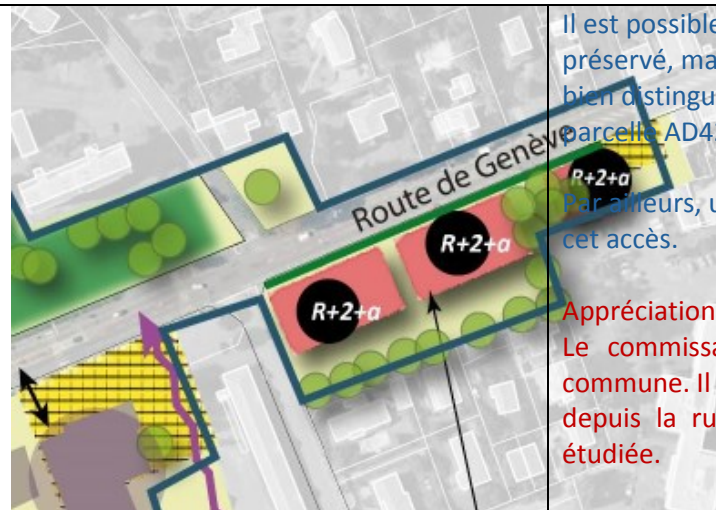 Route de Genève
R+2+a
R+2+a
R+2+a
Il est possible
préservé, ma
bien distingu
parcelle AD4
Par ailleurs, u
cet accès.
Appréciation
Le commissa
commune. Il
depuis la ru
étudiée.